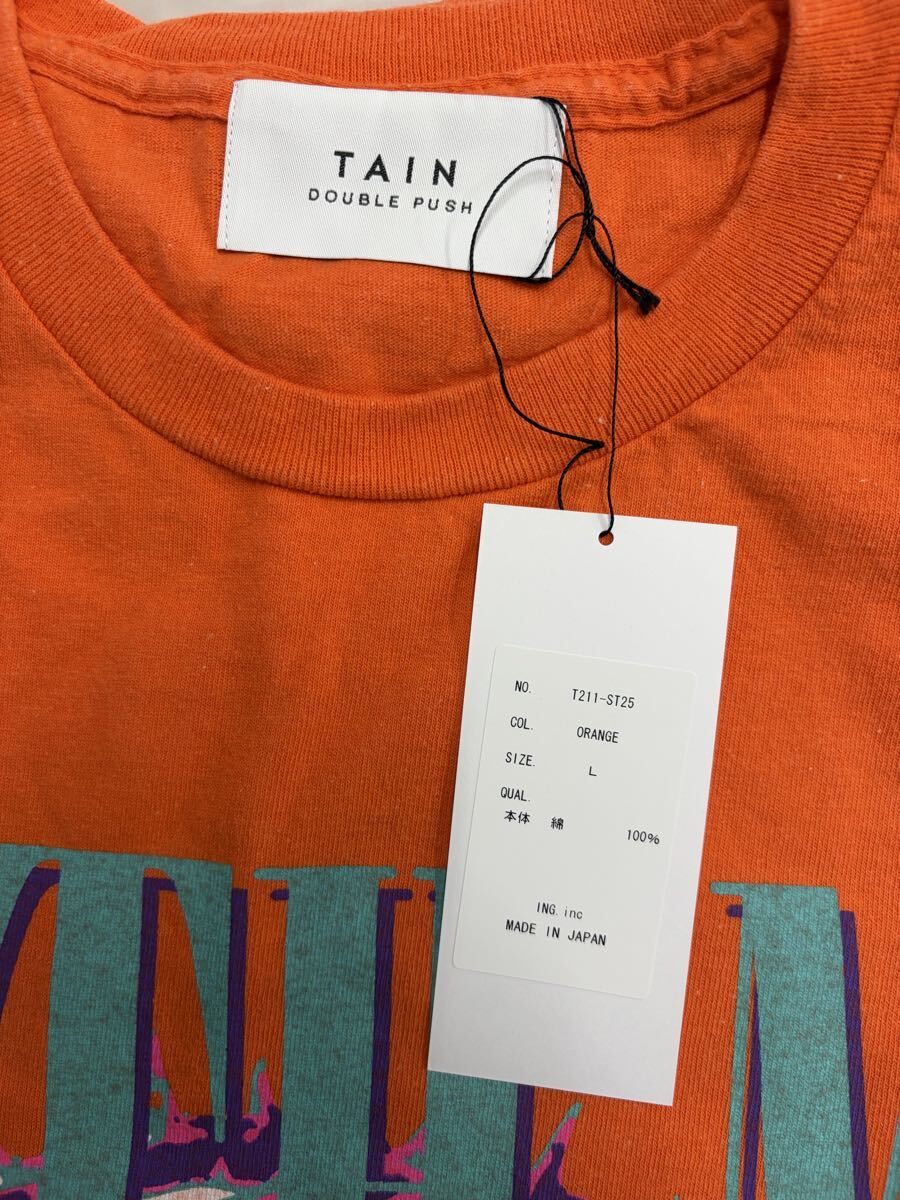 TAIN
DOUBLE PUSH
NO. T211-ST25
COL. ORANGE
SIZE. L
QUAL.
本体 綿 100%
ING. inc
MADE IN JAPAN